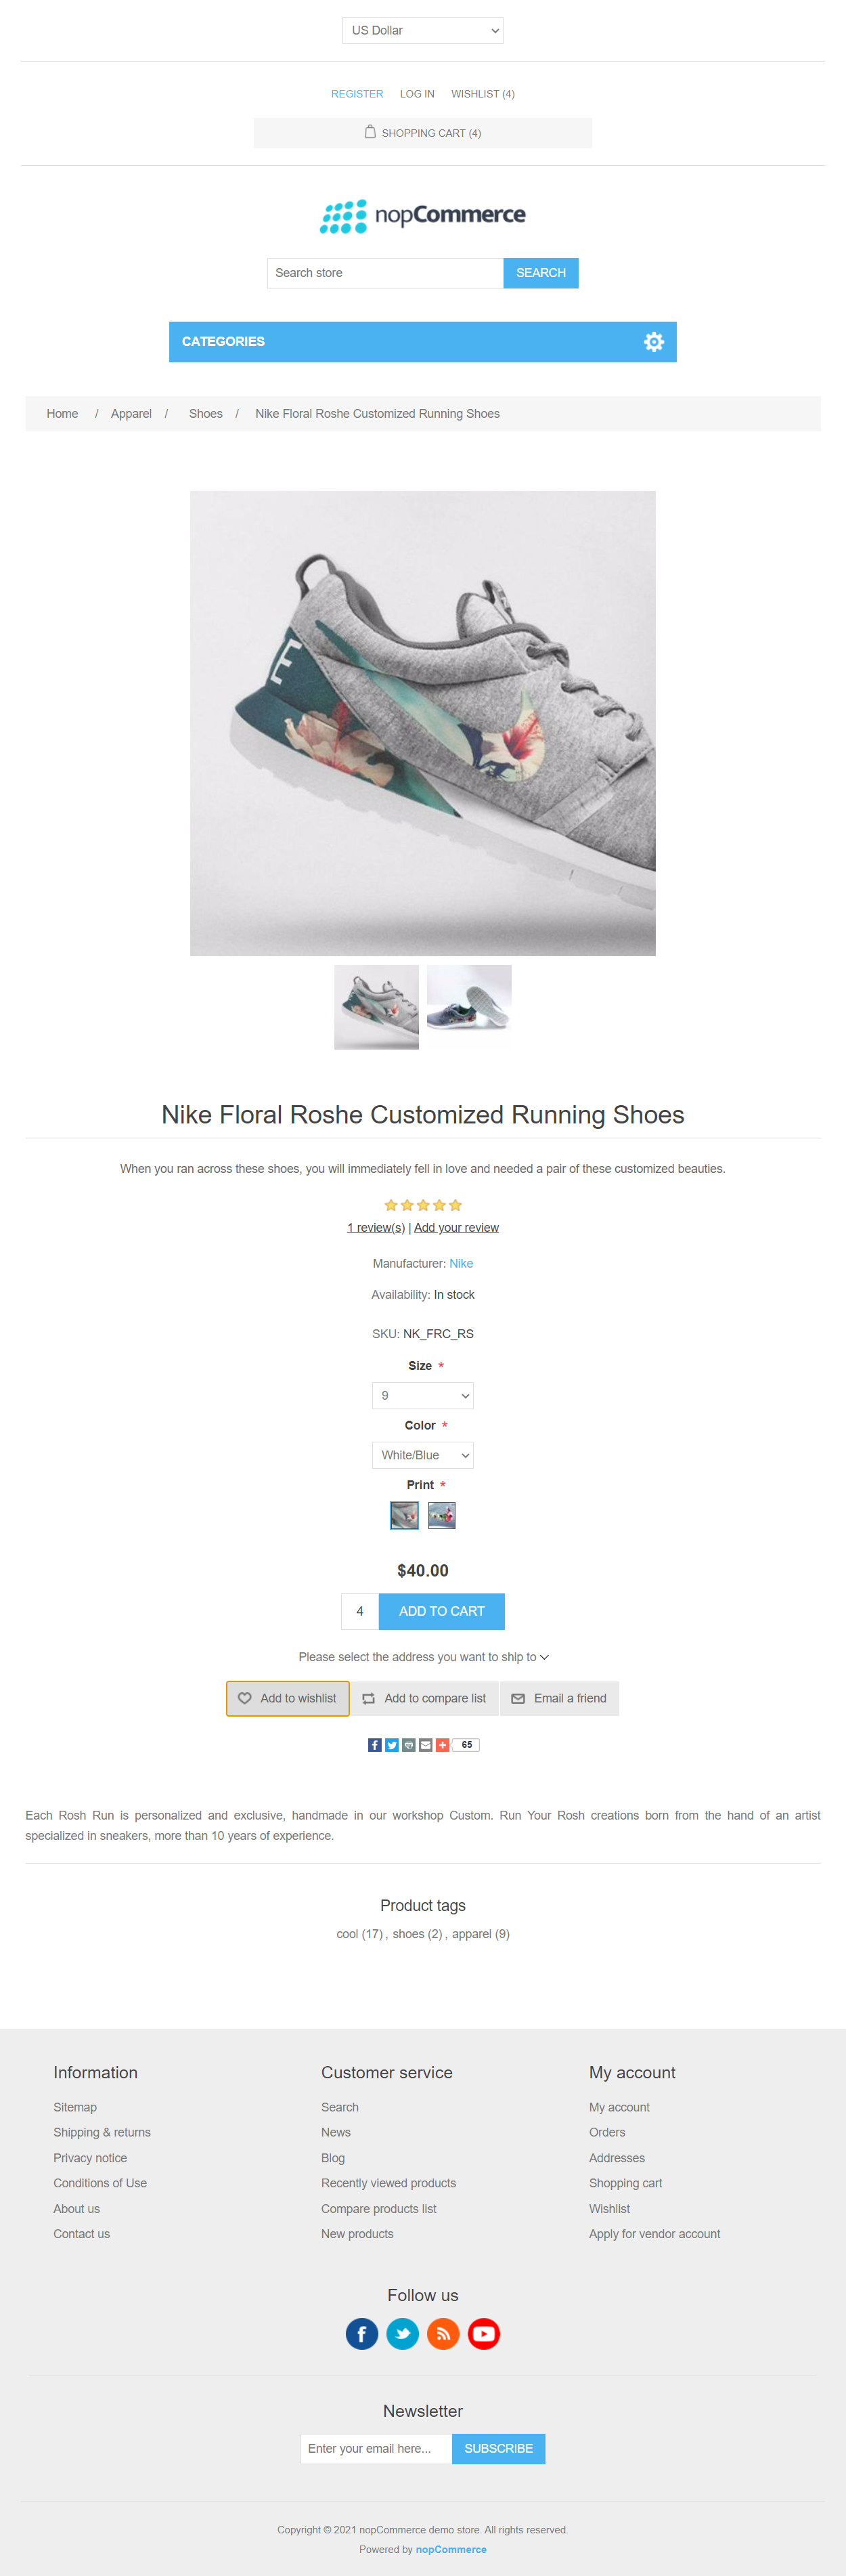 US Dollar
REGISTER LOG IN WISHLIST (4)
SHOPPING CART (4)
nopCommerce
Search store SEARCH
CATEGORIES
Home / Apparel / Shoes / Nike Floral Roshe Customized Running Shoes
E
Nike Floral Roshe Customized Running Shoes
When you ran across these shoes, you will immediately fell in love and needed a pair of these customized beauties.
1 review(s) | Add your review
Manufacturer: Nike
Availability: In stock
SKU: NK_FRC_RS
Size *
9
Color *
White/Blue
Print *
$40.00
4 ADD TO CART
Please select the address you want to ship to
Add to wishlist Add to compare list Email a friend
65
Each Rosh Run is personalized and exclusive, handmade in our workshop Custom. Run Your Rosh creations born from the hand of an artist
specialized in sneakers, more than 10 years of experience.
Product tags
cool (17) , shoes (2) , apparel (9)
Information Customer service My account
Sitemap Search My account
Shipping & returns News Orders
Privacy notice Blog Addresses
Conditions of Use Recently viewed products Shopping cart
About us Compare products list Wishlist
Contact us New products Apply for vendor account
Follow us
Newsletter
Enter your email here... SUBSCRIBE
Copyright © 2021 nopCommerce demo store. All rights reserved.
Powered by nopCommerce